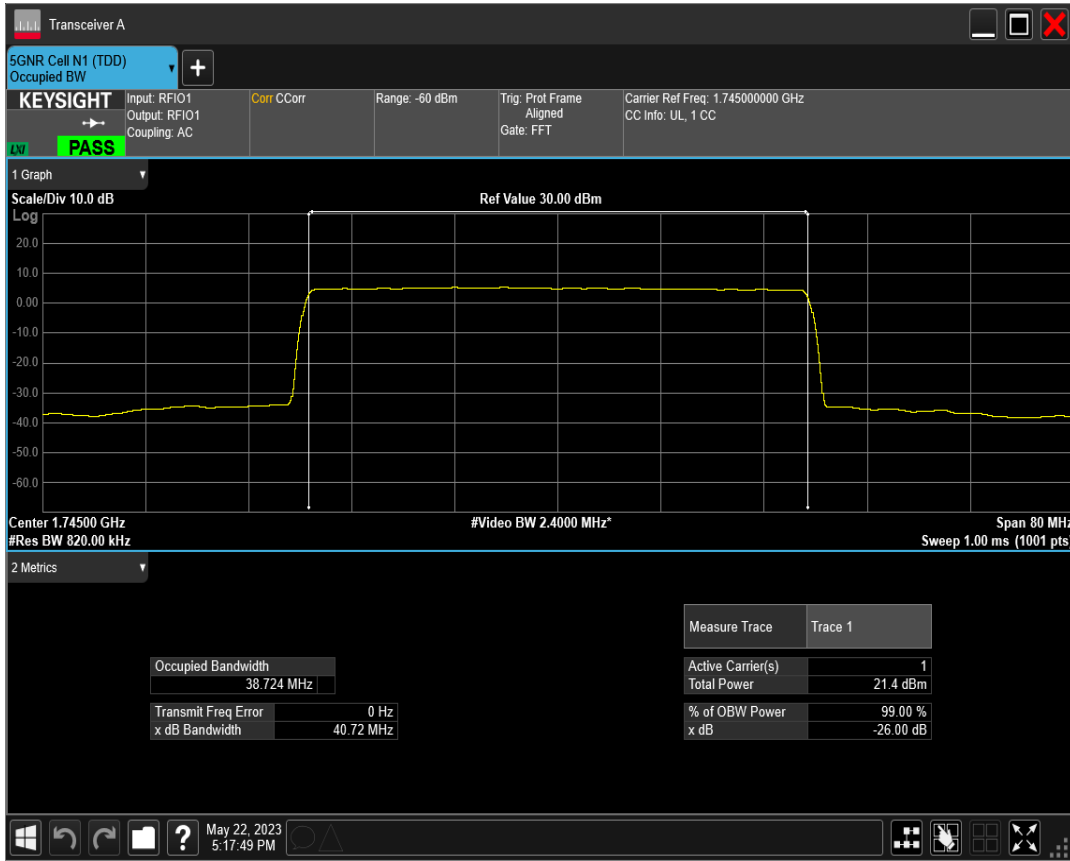 Transceiver A
5GNR Cell N1 (TDD)
Occupied BW
+
KEYSIGHT
LXI
PASS
Input: RFIO1
Output: RFIO1
Coupling: AC
Corr CCorr
Range: -60 dBm
Trig: Prot Frame
Aligned
Gate: FFT
Carrier Ref Freq: 1.745000000 GHz
CC Info: UL, 1 CC
1 Graph
Scale/Div 10.0 dB
Ref Value 30.00 dBm
Log
20.0
10.0
0.00
-10.0
-20.0
-30.0
-40.0
-50.0
-60.0
Center 1.74500 GHz
#Video BW 2.4000 MHz*
Span 80 MHz
#Res BW 820.00 kHz
Sweep 1.00 ms (1001 pts)
2 Metrics
Measure Trace Trace 1
Occupied Bandwidth
38.724 MHz
Active Carrier(s) 1
Total Power 21.4 dBm
Transmit Freq Error 0 Hz
x dB Bandwidth 40.72 MHz
% of OBW Power 99.00 %
x dB -26.00 dB
?
May 22, 2023
5:17:49 PM